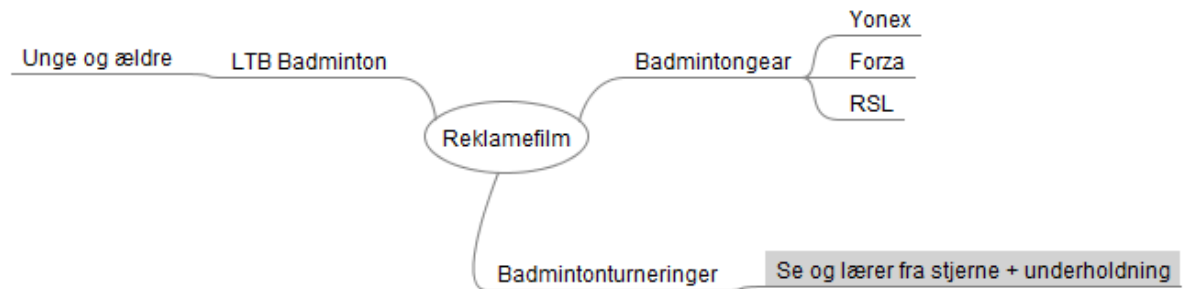 Yonex
Unge og ældre
LTB Badminton
Badmintongear
Forza
RSL
Reklamefilm
Badmintonturneringer
Se og lærer fra stjerne + underholdning